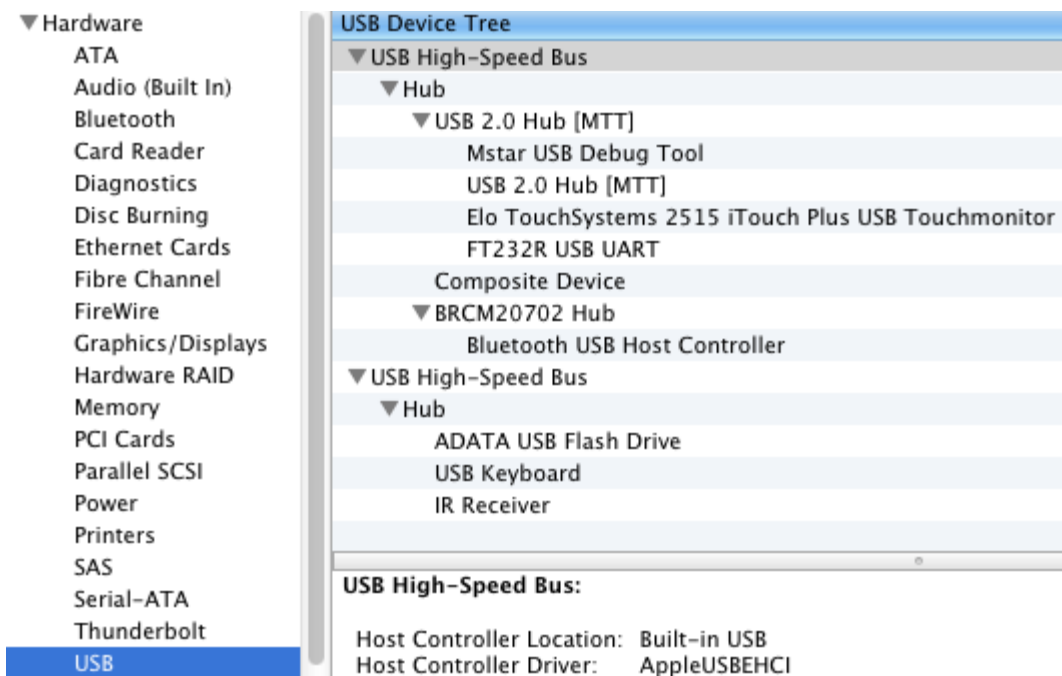 Hardware
ATA
Audio (Built In)
Bluetooth
Card Reader
Diagnostics
Disc Burning
Ethernet Cards
Fibre Channel
FireWire
Graphics/Displays
Hardware RAID
Memory
PCI Cards
Parallel SCSI
Power
Printers
SAS
Serial-ATA
Thunderbolt
USB
USB Device Tree
USB High-Speed Bus
Hub
USB 2.0 Hub [MTT]
Mstar USB Debug Tool
USB 2.0 Hub [MTT]
Elo TouchSystems 2515 iTouch Plus USB Touchmonitor
FT232R USB UART
Composite Device
BRCM20702 Hub
Bluetooth USB Host Controller
USB High-Speed Bus
Hub
ADATA USB Flash Drive
USB Keyboard
IR Receiver
USB High-Speed Bus:
Host Controller Location: Built-in USB
Host Controller Driver: AppleUSBEHCI